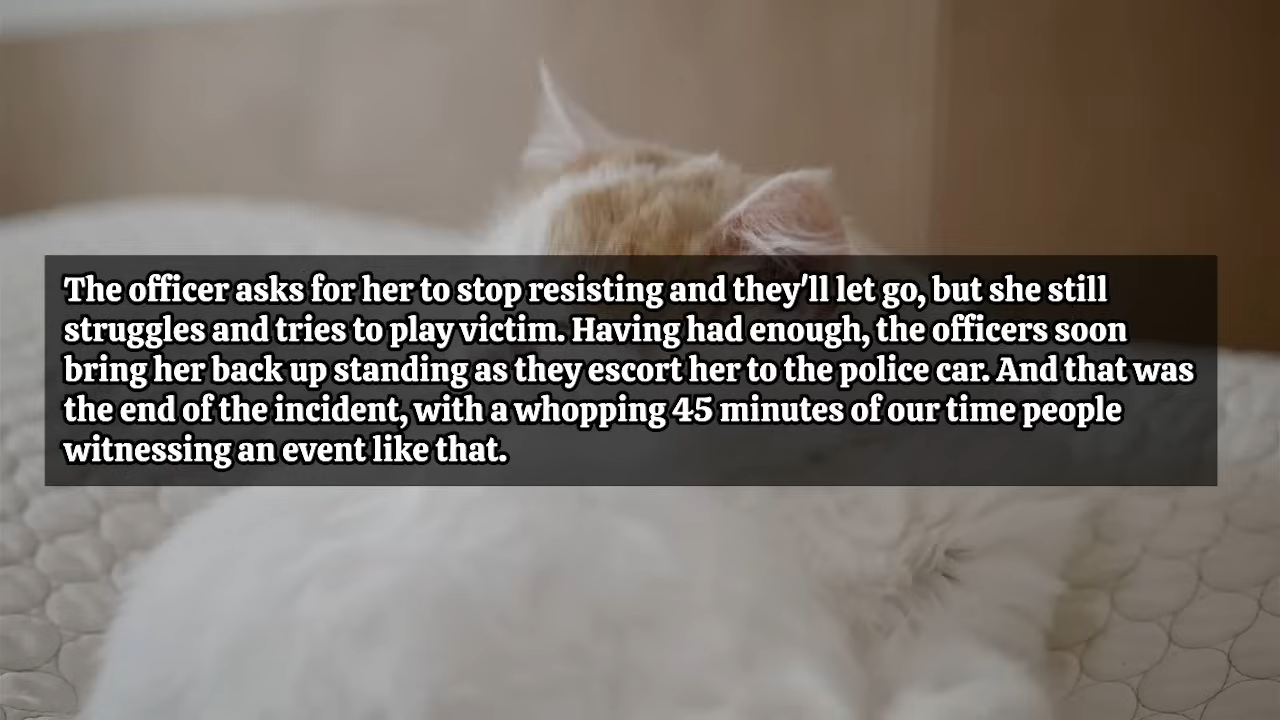 The officer asks for her to stop resisting and they'll let go, but she still
struggles and tries to play victim. Having had enough, the officers soon
bring her back up standing as they escort her to the police car. And that was
the end of the incident, with a whopping 45 minutes of our time people
witnessing an event like that.